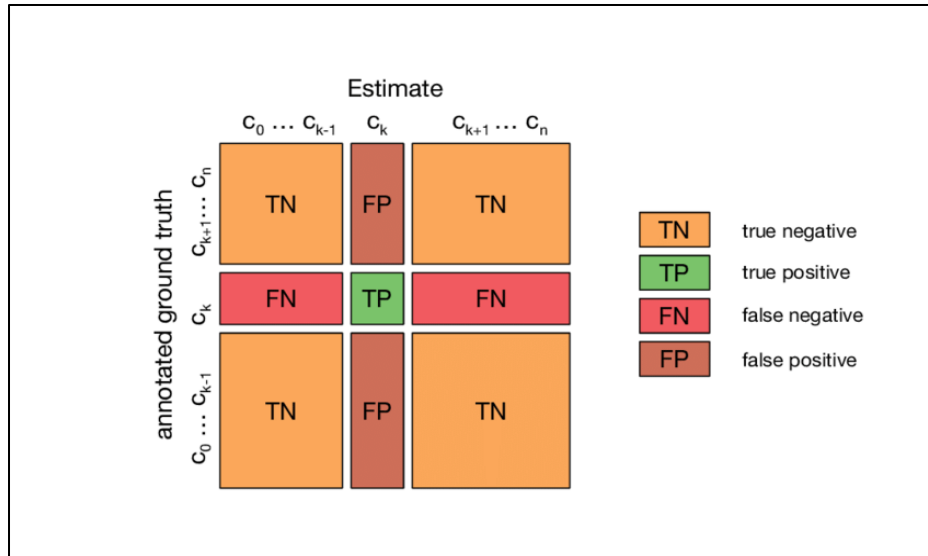 Estimate
c₀ ... cₖ₋₁ cₖ cₖ₊₁ ... cₙ
annotated ground truth
cₖ₊₁ ... cₙ
cₖ
c₀ ... cₖ₋₁
TN FP TN
FN TP FN
TN FP TN
TN true negative
TP true positive
FN false negative
FP false positive